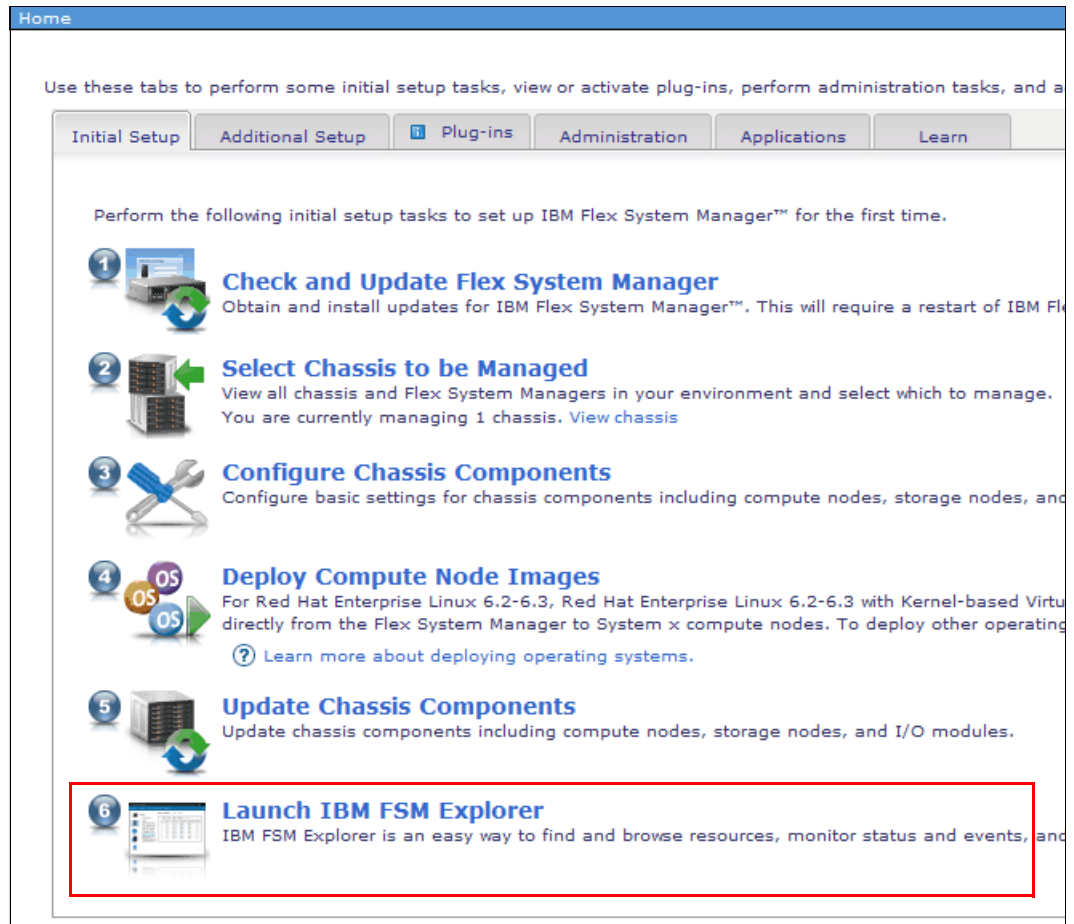 Home
Use these tabs to perform some initial setup tasks, view or activate plug-ins, perform administration tasks, and a
Initial Setup
Additional Setup
Plug-ins
Administration
Applications
Learn
Perform the following initial setup tasks to set up IBM Flex System Manager™ for the first time.
1
Check and Update Flex System Manager
Obtain and install updates for IBM Flex System Manager™. This will require a restart of IBM Fl
2
Select Chassis to be Managed
View all chassis and Flex System Managers in your environment and select which to manage.
You are currently managing 1 chassis. View chassis
3
Configure Chassis Components
Configure basic settings for chassis components including compute nodes, storage nodes, and
4
OS
OS
OS
Deploy Compute Node Images
For Red Hat Enterprise Linux 6.2-6.3, Red Hat Enterprise Linux 6.2-6.3 with Kernel-based Virtu
directly from the Flex System Manager to System x compute nodes. To deploy other operating
? Learn more about deploying operating systems.
5
Update Chassis Components
Update chassis components including compute nodes, storage nodes, and I/O modules.
6
Launch IBM FSM Explorer
IBM FSM Explorer is an easy way to find and browse resources, monitor status and events, and